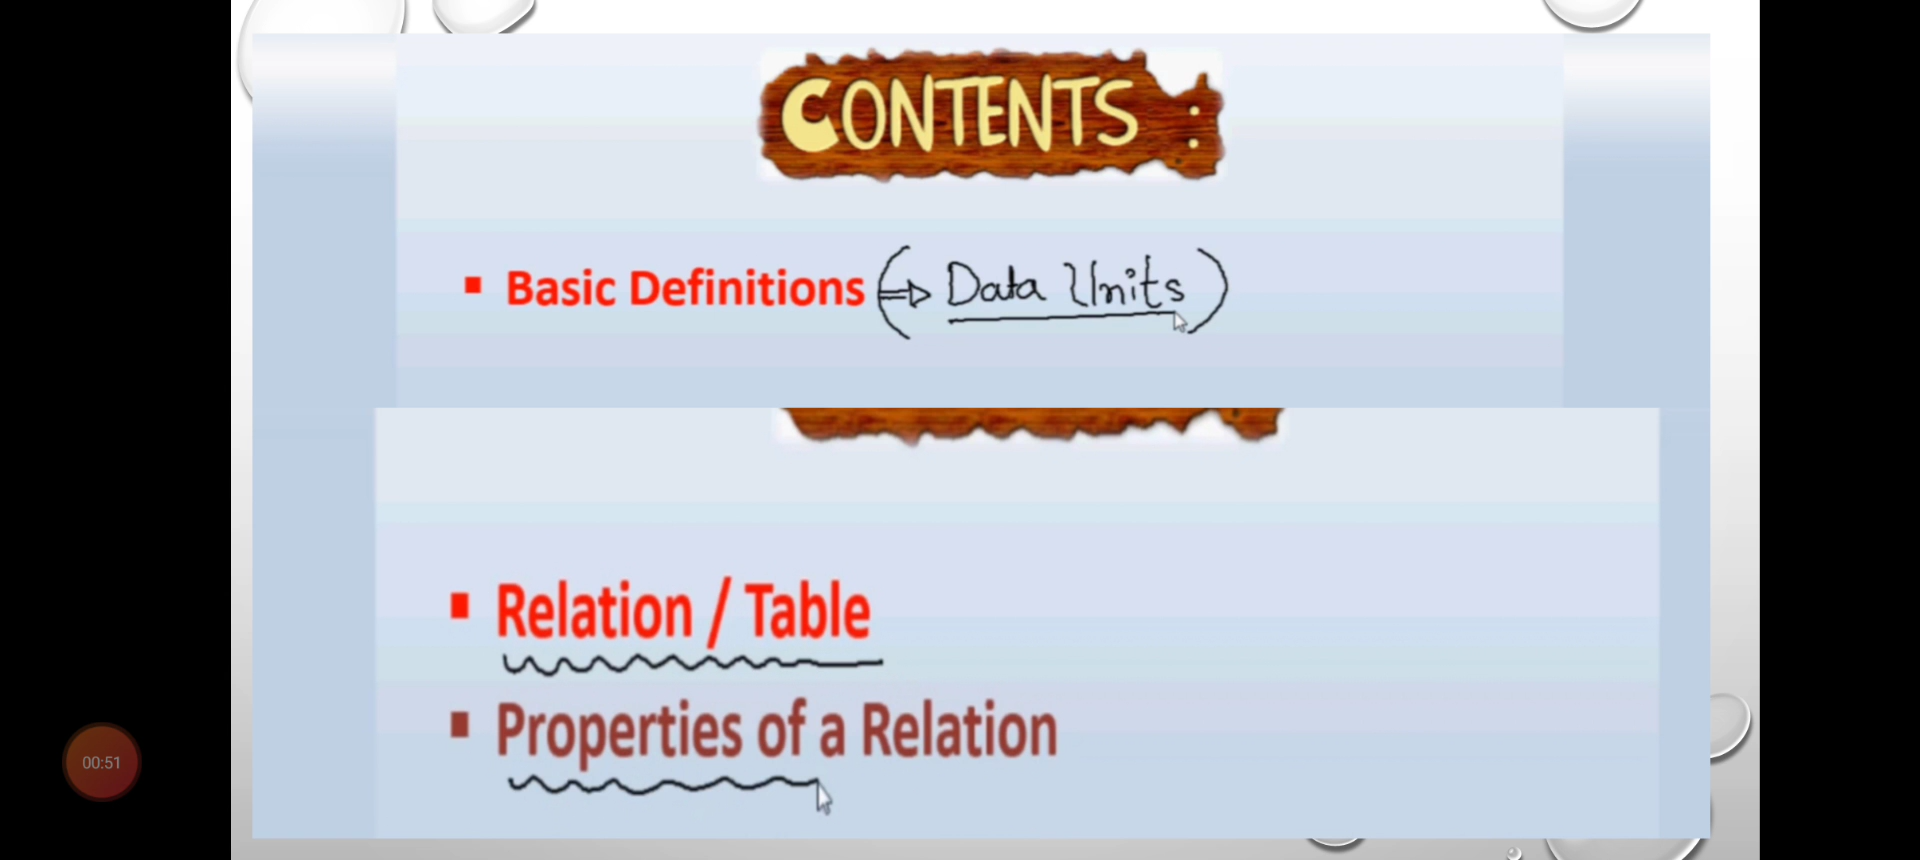 CONTENTS :
▪ Basic Definitions (⇒ Data Units)
▪ Relation / Table
▪ Properties of a Relation
00:51